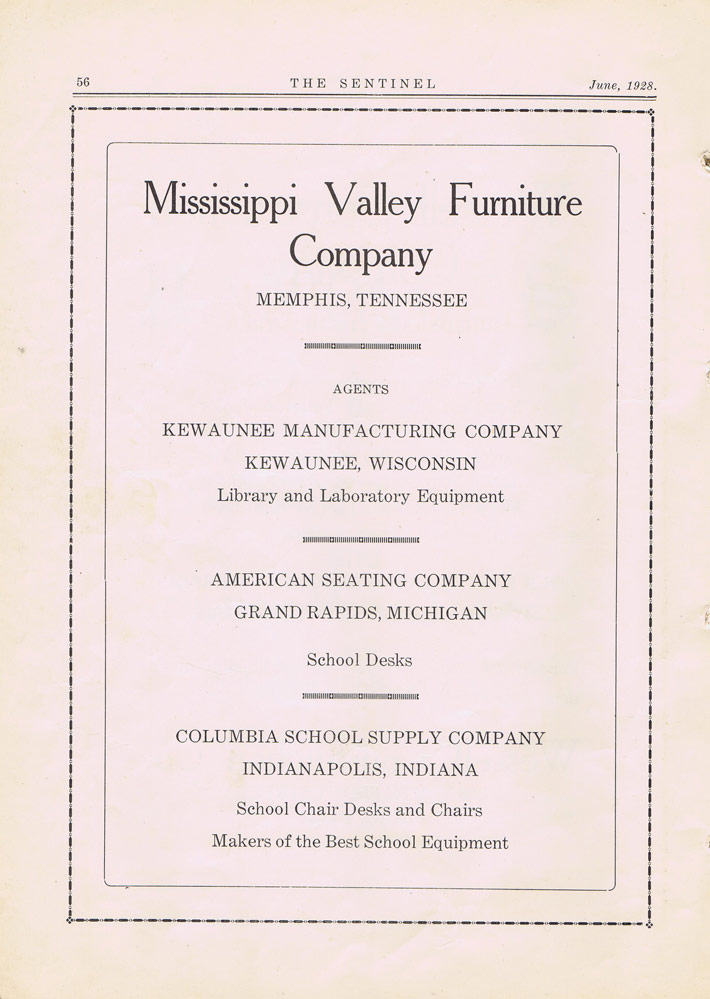 56
THE SENTINEL
June, 1928.
Mississippi Valley Furniture
Company
MEMPHIS, TENNESSEE
AGENTS
KEWAUNEE MANUFACTURING COMPANY
KEWAUNEE, WISCONSIN
Library and Laboratory Equipment
AMERICAN SEATING COMPANY
GRAND RAPIDS, MICHIGAN
School Desks
COLUMBIA SCHOOL SUPPLY COMPANY
INDIANAPOLIS, INDIANA
School Chair Desks and Chairs
Makers of the Best School Equipment